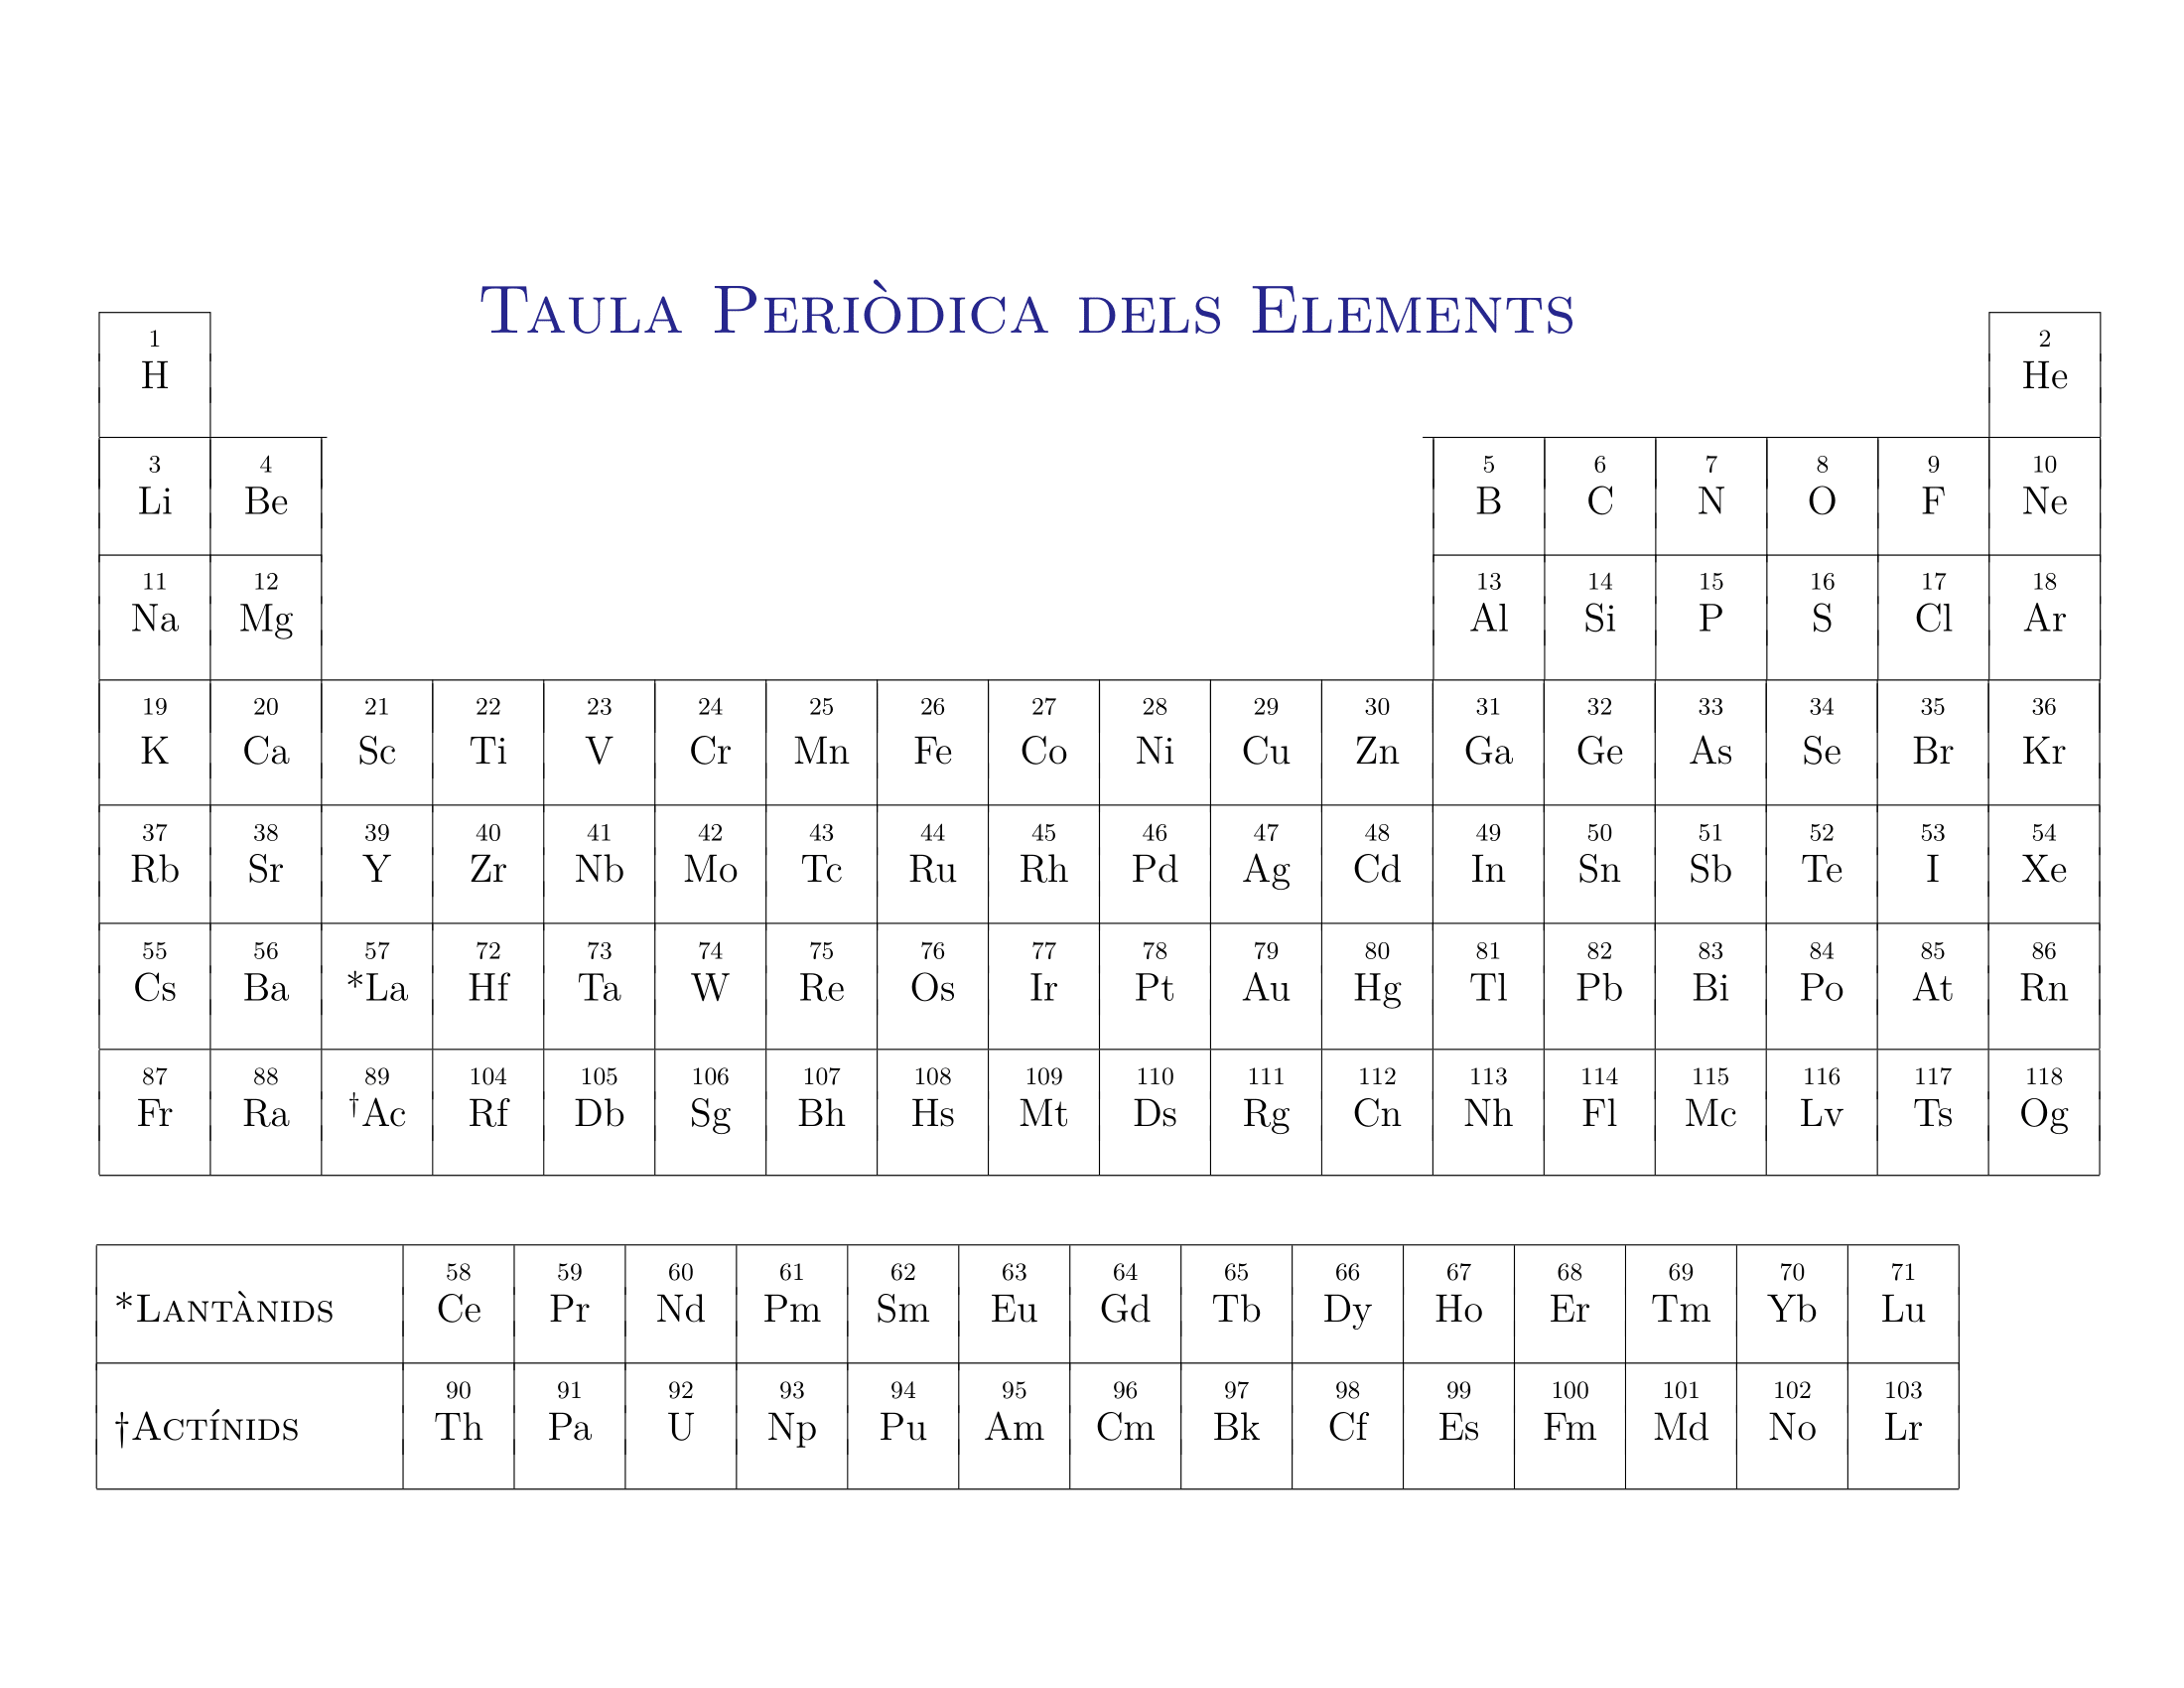 Taula Periòdica dels Elements
1 2
H He
3 4 5 6 7 8 9 10
Li Be B C N O F Ne
11 12 13 14 15 16 17 18
Na Mg Al Si P S Cl Ar
19 20 21 22 23 24 25 26 27 28 29 30 31 32 33 34 35 36
K Ca Sc Ti V Cr Mn Fe Co Ni Cu Zn Ga Ge As Se Br Kr
37 38 39 40 41 42 43 44 45 46 47 48 49 50 51 52 53 54
Rb Sr Y Zr Nb Mo Tc Ru Rh Pd Ag Cd In Sn Sb Te I Xe
55 56 57 72 73 74 75 76 77 78 79 80 81 82 83 84 85 86
Cs Ba *La Hf Ta W Re Os Ir Pt Au Hg Tl Pb Bi Po At Rn
87 88 89 104 105 106 107 108 109 110 111 112 113 114 115 116 117 118
Fr Ra †Ac Rf Db Sg Bh Hs Mt Ds Rg Cn Nh Fl Mc Lv Ts Og
58 59 60 61 62 63 64 65 66 67 68 69 70 71
*Lantànids Ce Pr Nd Pm Sm Eu Gd Tb Dy Ho Er Tm Yb Lu
90 91 92 93 94 95 96 97 98 99 100 101 102 103
†Actínids Th Pa U Np Pu Am Cm Bk Cf Es Fm Md No Lr